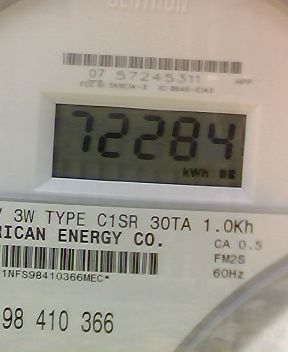 CENTRON
07 57245311
72284
kWh
3W TYPE C1SR 30TA 1.0Kh
RICAN ENERGY CO.
CA 0.5
FM2S
1NFS98410366MEC*
60Hz
98 410 366